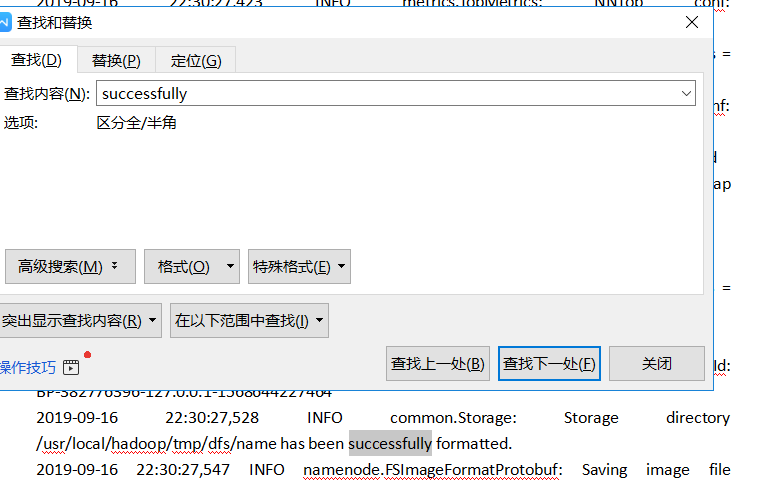 2019-09-16 22:30:27,423 INFO metrics.TopMetrics: NNTop conf:
查找和替换
s =
查找(D) 替换(P) 定位(G)
查找内容(N): successfully
nf:
选项: 区分全/半角
d
ap
高级搜索(M) 格式(O) 特殊格式(E)
=
突出显示查找内容(R) 在以下范围中查找(I)
操作技巧 查找上一处(B) 查找下一处(F) 关闭
Id:
BP-382776396-127.0.0.1-1568644227464
2019-09-16 22:30:27,528 INFO common.Storage: Storage directory
/usr/local/hadoop/tmp/dfs/name has been successfully formatted.
2019-09-16 22:30:27,547 INFO namenode.FSImageFormatProtobuf: Saving image file